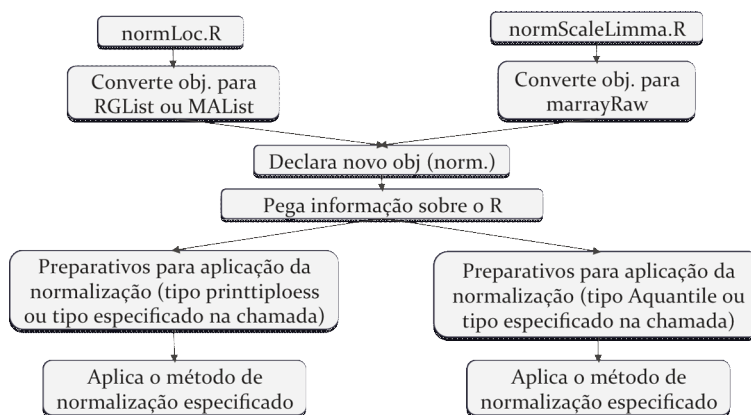 normLoc.R
normScaleLimma.R
Converte obj. para
RGList ou MAList
Converte obj. para
marrayRaw
Declara novo obj (norm.)
Pega informação sobre o R
Preparativos para aplicação da
normalização (tipo printtiploess
ou tipo especificado na chamada)
Preparativos para aplicação da
normalização (tipo Aquantile ou
tipo especificado na chamada)
Aplica o método de
normalização especificado
Aplica o método de
normalização especificado